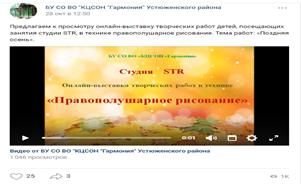 БУ СО ВО "КЦСОН "Гармония" Устюженского района
28 окт в 12:50
Предлагаем к просмотру онлайн-выставку творческих работ детей, посещающих
занятия студии STR, в технике правополушарное рисование. Тема работ: «Поздняя
осень».
БУ СО ВО «КЦСОН "Гармония"
Студия STR
Онлайн-выставка творческих работ в технике
«Правополушарное рисование»
0:01
Видео от БУ СО ВО "КЦСОН "Гармония" Устюженского района
1 046 просмотров
25
3
1K